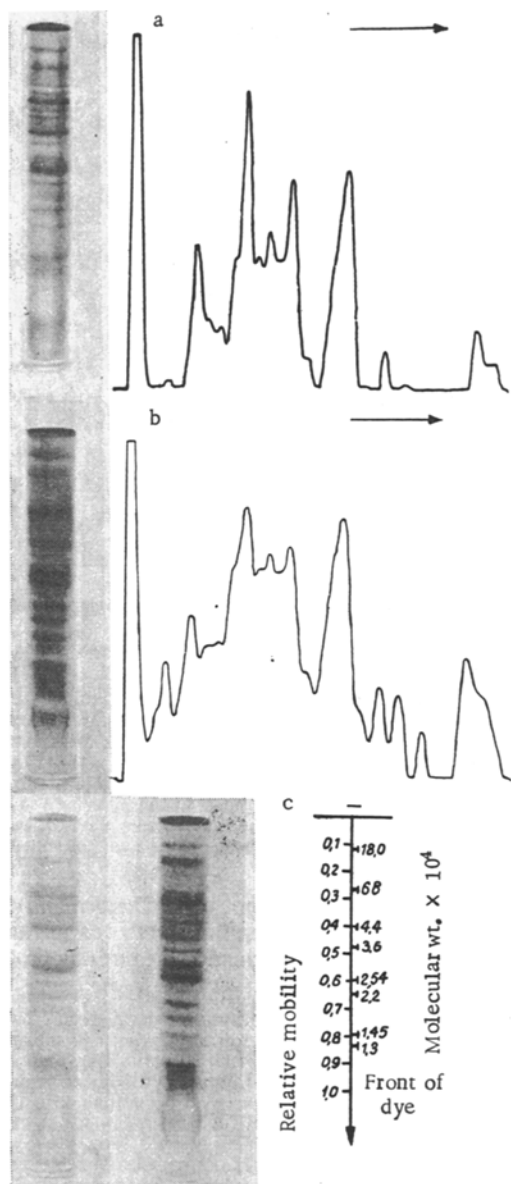 a
b
c
−
0,1
18,0
0,2
6,8
0,3
0,4
4,4
3,6
0,5
0,6
2,54
2,2
0,7
0,8
1,45
1,3
0,9
1,0
Relative mobility
Molecular wt. × 10⁴
Front of
dye